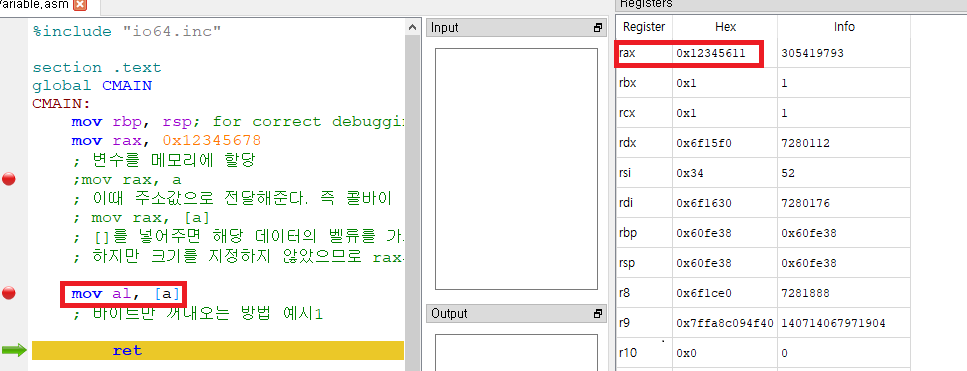 Variable,asm
%include "io64.inc"
section .text
global CMAIN
CMAIN:
mov rbp, rsp; for correct debuggin
mov rax, 0x12345678
; 변수를 메모리에 할당
;mov rax, a
; 이때 주소값으로 전달해준다. 즉 콜바이
; mov rax, [a]
; []를 넣어주면 해당 데이터의 벨류를 가
; 하지만 크기를 지정하지 않았으므로 rax
mov al, [a]
; 바이트만 꺼내오는 방법 예시1
ret
Input
Output
Registers
Register Hex Info
rax 0x12345611 305419793
rbx 0x1 1
rcx 0x1 1
rdx 0x6f15f0 7280112
rsi 0x34 52
rdi 0x6f1630 7280176
rbp 0x60fe38 0x60fe38
rsp 0x60fe38 0x60fe38
r8 0x6f1ce0 7281888
r9 0x7ffa8c094f40 140714067971904
r10 0x0 0